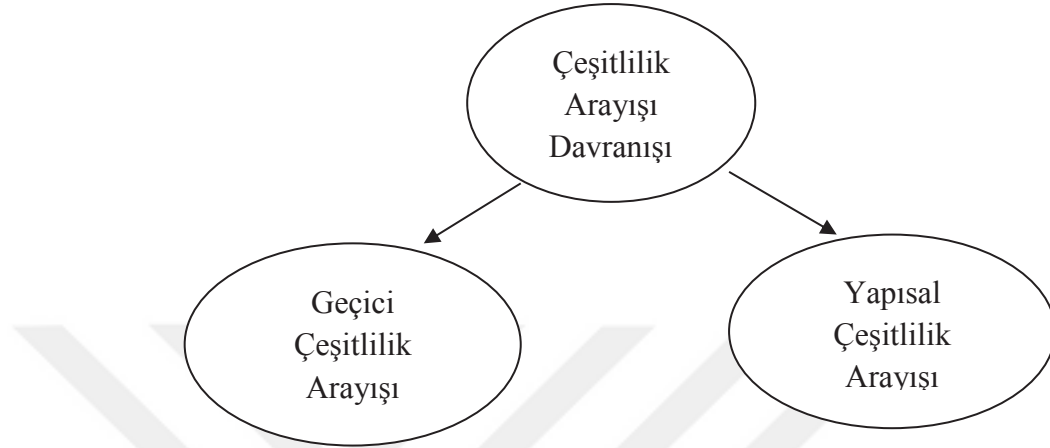 Çeşitlilik
Arayışı
Davranışı
Geçici
Çeşitlilik
Arayışı
Yapısal
Çeşitlilik
Arayışı